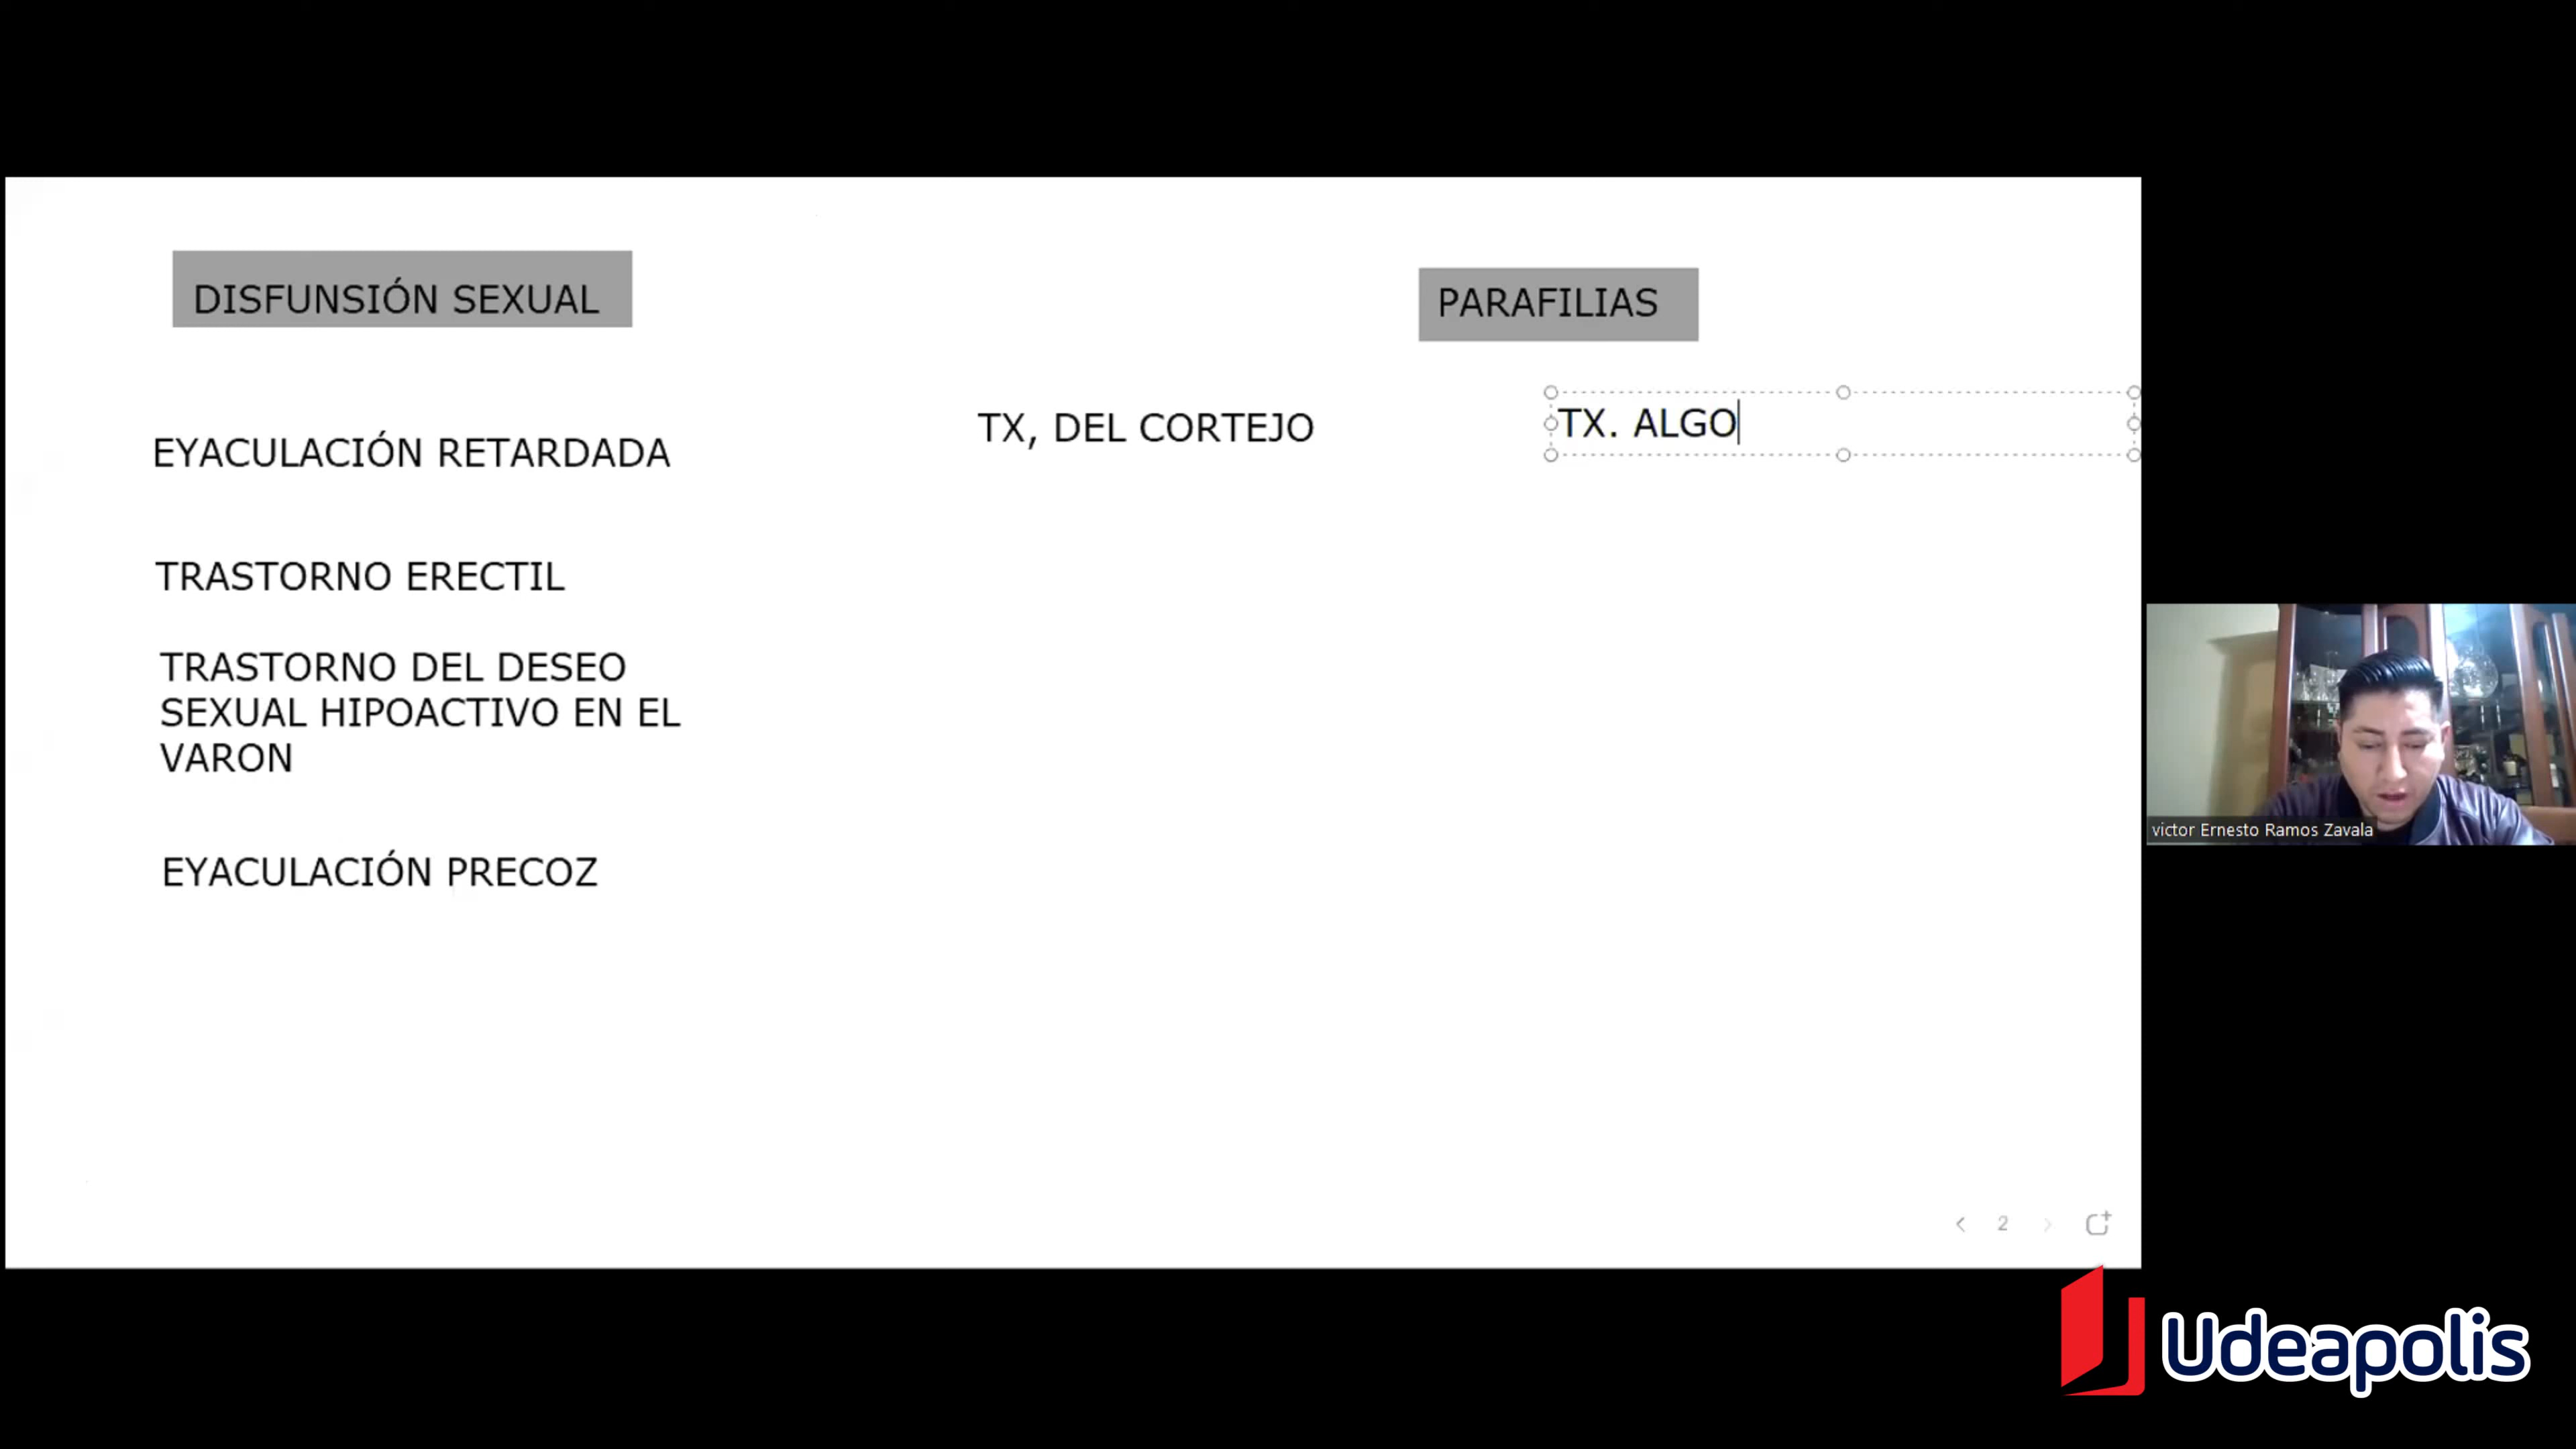 DISFUNSIÓN SEXUAL
EYACULACIÓN RETARDADA
TRASTORNO ERECTIL
TRASTORNO DEL DESEO
SEXUAL HIPOACTIVO EN EL
VARON
EYACULACIÓN PRECOZ
PARAFILIAS
TX, DEL CORTEJO
TX. ALGO
2
victor Ernesto Ramos Zavala
Udeapolis